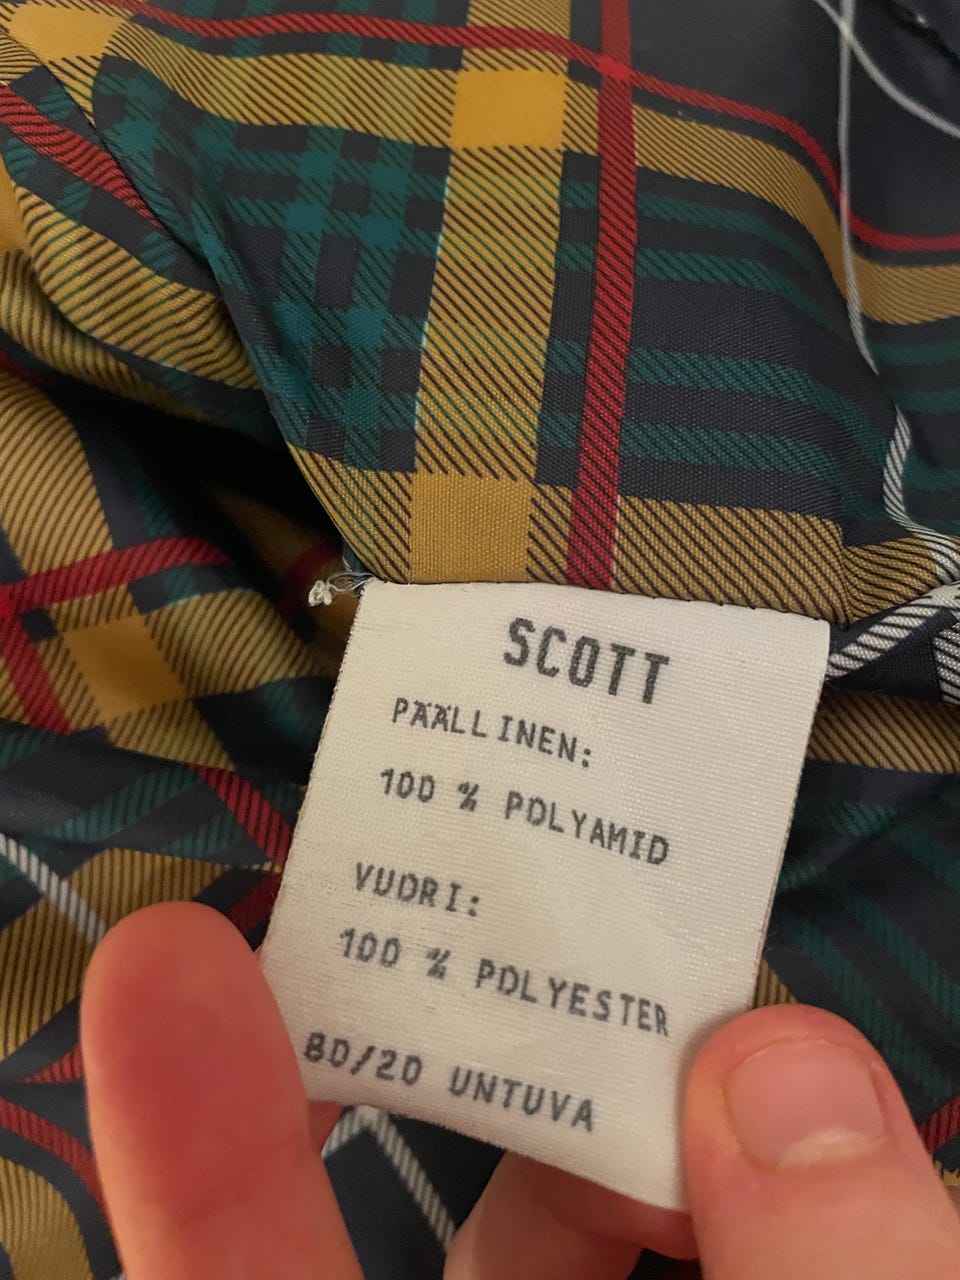 SCOTT
PÄÄLLINEN:
100 % POLYAMID
VUORI:
100 % POLYESTER
80/20 UNTUVA